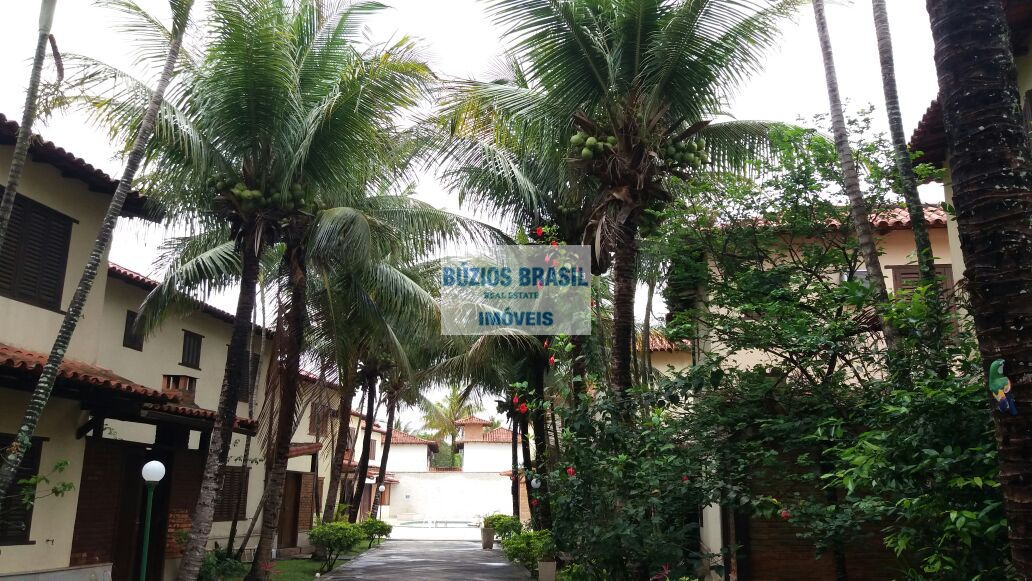 BÚZIOS BRASIL
REAL ESTATE
IMÓVEIS